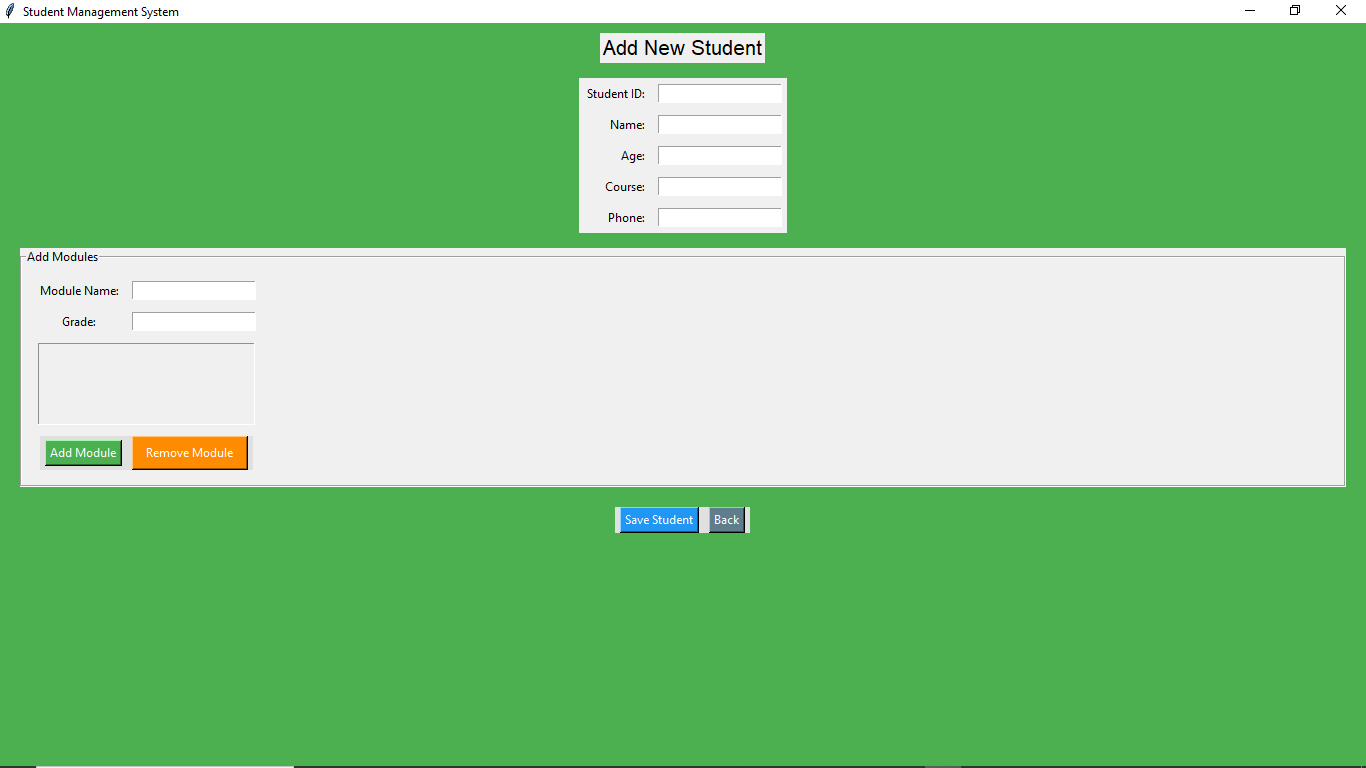 Student Management System
Add New Student
Student ID:
Name:
Age:
Course:
Phone:
Add Modules
Module Name:
Grade:
Add Module Remove Module
Save Student Back